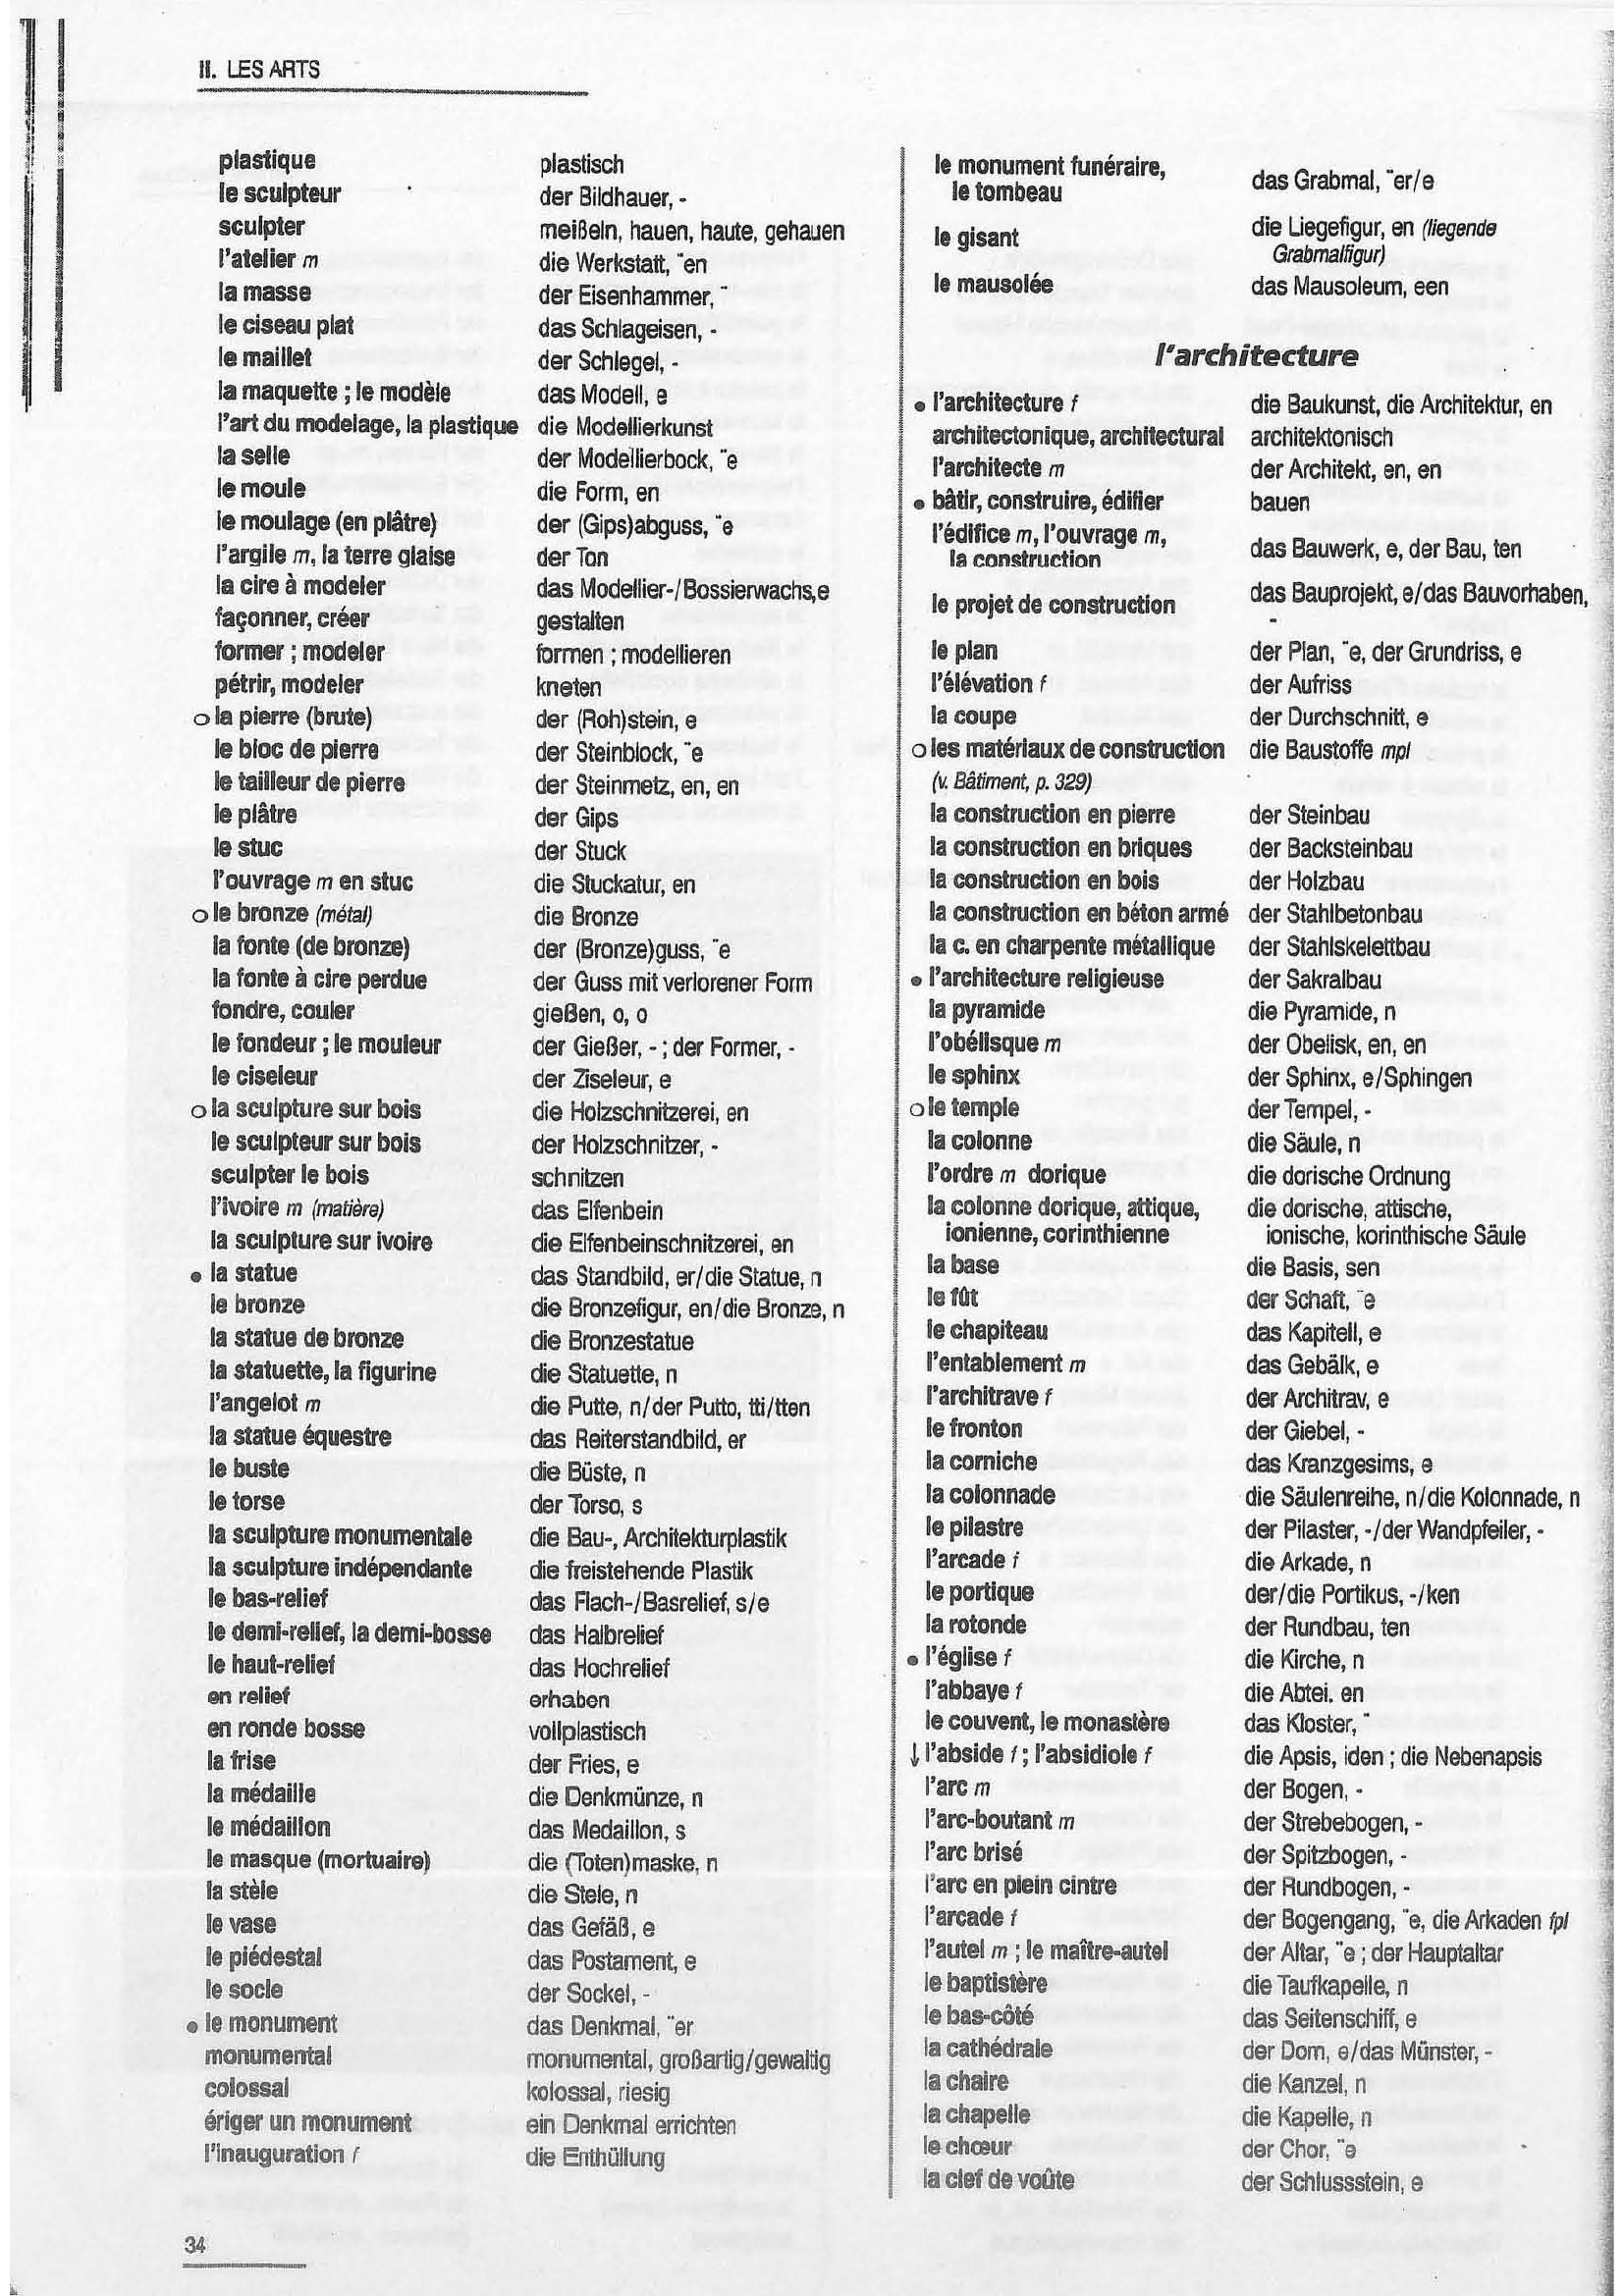 II. LES ARTS
plastique plastisch
le sculpteur der Bildhauer, -
sculpter meißeln, hauen, haute, gehauen
l'atelier m die Werkstatt, ¨en
la masse der Eisenhammer, ¨
le ciseau plat das Schlageisen, -
le maillet der Schlegel, -
la maquette ; le modèle das Modell, e
l'art du modelage, la plastique die Modellierkunst
la selle der Modellierbock, ¨e
le moule die Form, en
le moulage (en plâtre) der (Gips)abguss, ¨e
l'argile m, la terre glaise der Ton
la cire à modeler das Modellier-/Bossierwachs,e
façonner, créer gestalten
former ; modeler formen ; modellieren
pétrir, modeler kneten
o la pierre (brute) der (Roh)stein, e
le bloc de pierre der Steinblock, ¨e
le tailleur de pierre der Steinmetz, en, en
le plâtre der Gips
le stuc der Stuck
l'ouvrage m en stuc die Stuckatur, en
o le bronze (métal) die Bronze
la fonte (de bronze) der (Bronze)guss, ¨e
la fonte à cire perdue der Guss mit verlorener Form
fondre, couler gießen, o, o
le fondeur ; le mouleur der Gießer, - ; der Former, -
le ciseleur der Ziseleur, e
o la sculpture sur bois die Holzschnitzerei, en
le sculpteur sur bois der Holzschnitzer, -
sculpter le bois schnitzen
l'ivoire m (matière) das Elfenbein
la sculpture sur ivoire die Elfenbeinschnitzerei, en
• la statue das Standbild, er/die Statue, n
le bronze die Bronzefigur, en/die Bronze, n
la statue de bronze die Bronzestatue
la statuette, la figurine die Statuette, n
l'angelot m die Putte, n/der Putto, tti/tten
la statue équestre das Reiterstandbild, er
le buste die Büste, n
le torse der Torso, s
la sculpture monumentale die Bau-, Architekturplastik
la sculpture indépendante die freistehende Plastik
le bas-relief das Flach-/Basrelief, s/e
le demi-relief, la demi-bosse das Halbrelief
le haut-relief das Hochrelief
en relief erhaben
en ronde bosse vollplastisch
la frise der Fries, e
la médaille die Denkmünze, n
le médaillon das Medaillon, s
le masque (mortuaire) die (Toten)maske, n
la stèle die Stele, n
le vase das Gefäß, e
le piédestal das Postament, e
le socle der Sockel, -
• le monument das Denkmal, ¨er
monumental monumental, großartig/gewaltig
colossal kolossal, riesig
ériger un monument ein Denkmal errichten
l'inauguration f die Enthüllung
le monument funéraire,
le tombeau das Grabmal, ¨er/e
le gisant die Liegefigur, en (liegende
Grabmalfigur)
le mausolée das Mausoleum, een
l'architecture
• l'architecture f die Baukunst, die Architektur, en
architectonique, architectural architektonisch
l'architecte m der Architekt, en, en
• bâtir, construire, édifier bauen
l'édifice m, l'ouvrage m,
la construction das Bauwerk, e, der Bau, ten
le projet de construction das Bauprojekt, e/das Bauvorhaben,
-
le plan der Plan, ¨e, der Grundriss, e
l'élévation f der Aufriss
la coupe der Durchschnitt, e
o les matériaux de construction die Baustoffe mpl
(v. Bâtiment, p. 329)
la construction en pierre der Steinbau
la construction en briques der Backsteinbau
la construction en bois der Holzbau
la construction en béton armé der Stahlbetonbau
la c. en charpente métallique der Stahlskelettbau
• l'architecture religieuse der Sakralbau
la pyramide die Pyramide, n
l'obélisque m der Obelisk, en, en
le sphinx der Sphinx, e/Sphingen
o le temple der Tempel, -
la colonne die Säule, n
l'ordre m dorique die dorische Ordnung
la colonne dorique, attique, die dorische, attische,
ionienne, corinthienne ionische, korinthische Säule
la base die Basis, sen
le fût der Schaft, ¨e
le chapiteau das Kapitell, e
l'entablement m das Gebälk, e
l'architrave f der Architrav, e
le fronton der Giebel, -
la corniche das Kranzgesims, e
la colonnade die Säulenreihe, n/die Kolonnade, n
le pilastre der Pilaster, -/der Wandpfeiler, -
l'arcade f die Arkade, n
le portique der/die Portikus, -/ken
la rotonde der Rundbau, ten
• l'église f die Kirche, n
l'abbaye f die Abtei, en
le couvent, le monastère das Kloster, ¨
↓ l'abside f ; l'absidiole f die Apsis, iden ; die Nebenapsis
l'arc m der Bogen, -
l'arc-boutant m der Strebebogen, -
l'arc brisé der Spitzbogen, -
l'arc en plein cintre der Rundbogen, -
l'arcade f der Bogengang, ¨e, die Arkaden fpl
l'autel m ; le maître-autel der Altar, ¨e ; der Hauptaltar
le baptistère die Taufkapelle, n
le bas-côté das Seitenschiff, e
la cathédrale der Dom, e/das Münster, -
la chaire die Kanzel, n
la chapelle die Kapelle, n
le chœur der Chor, ¨e
la clef de voûte der Schlussstein, e
34